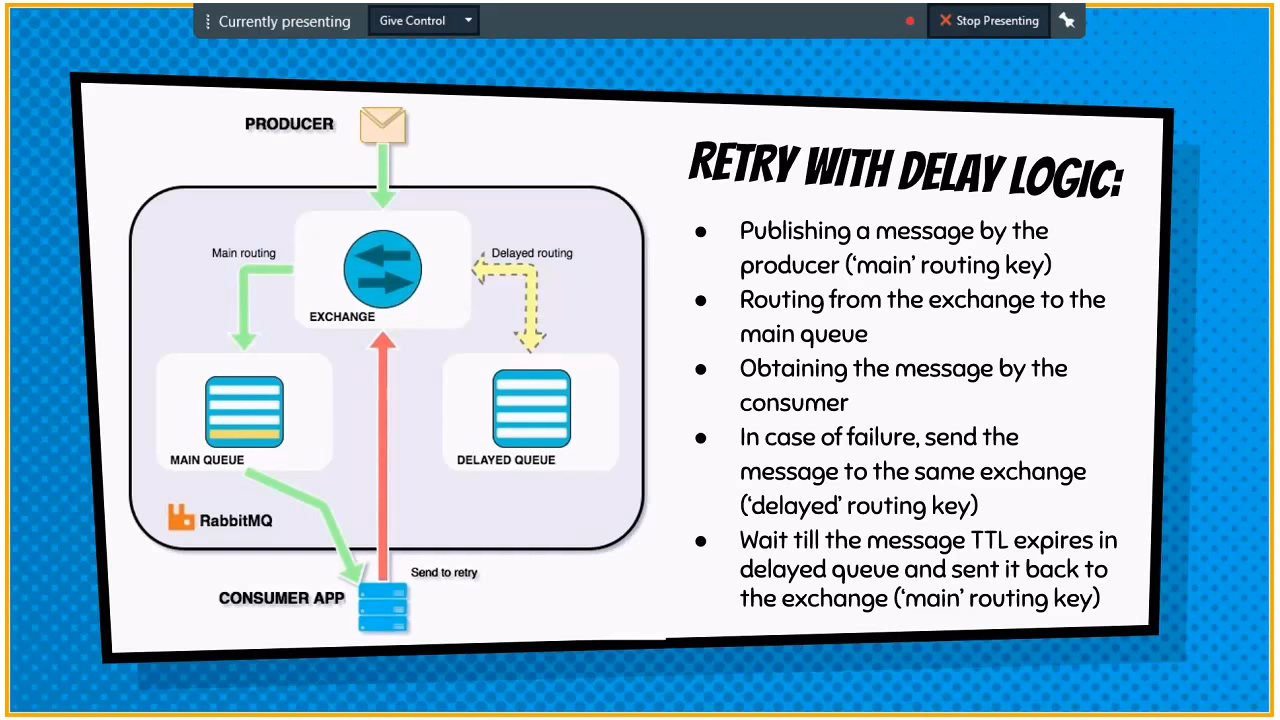 Currently presenting
Give Control
Stop Presenting
PRODUCER
Main routing
Delayed routing
EXCHANGE
MAIN QUEUE
DELAYED QUEUE
RabbitMQ
Send to retry
CONSUMER APP
RETRY WITH DELAY LOGIC:
● Publishing a message by the
producer (‘main’ routing key)
● Routing from the exchange to the
main queue
● Obtaining the message by the
consumer
● In case of failure, send the
message to the same exchange
(‘delayed’ routing key)
● Wait till the message TTL expires in
delayed queue and sent it back to
the exchange (‘main’ routing key)